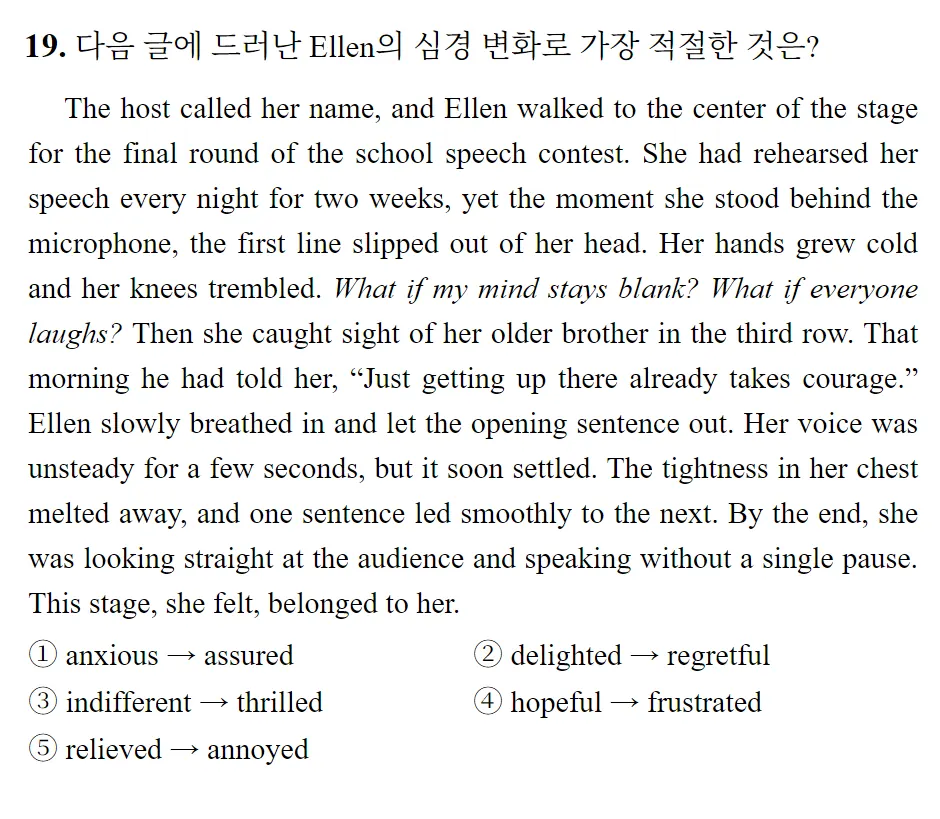 19. 다음 글에 드러난 Ellen의 심경 변화로 가장 적절한 것은?
The host called her name, and Ellen walked to the center of the stage
for the final round of the school speech contest. She had rehearsed her
speech every night for two weeks, yet the moment she stood behind the
microphone, the first line slipped out of her head. Her hands grew cold
and her knees trembled. What if my mind stays blank? What if everyone
laughs? Then she caught sight of her older brother in the third row. That
morning he had told her, “Just getting up there already takes courage.”
Ellen slowly breathed in and let the opening sentence out. Her voice was
unsteady for a few seconds, but it soon settled. The tightness in her chest
melted away, and one sentence led smoothly to the next. By the end, she
was looking straight at the audience and speaking without a single pause.
This stage, she felt, belonged to her.
① anxious → assured ② delighted → regretful
③ indifferent → thrilled ④ hopeful → frustrated
⑤ relieved → annoyed